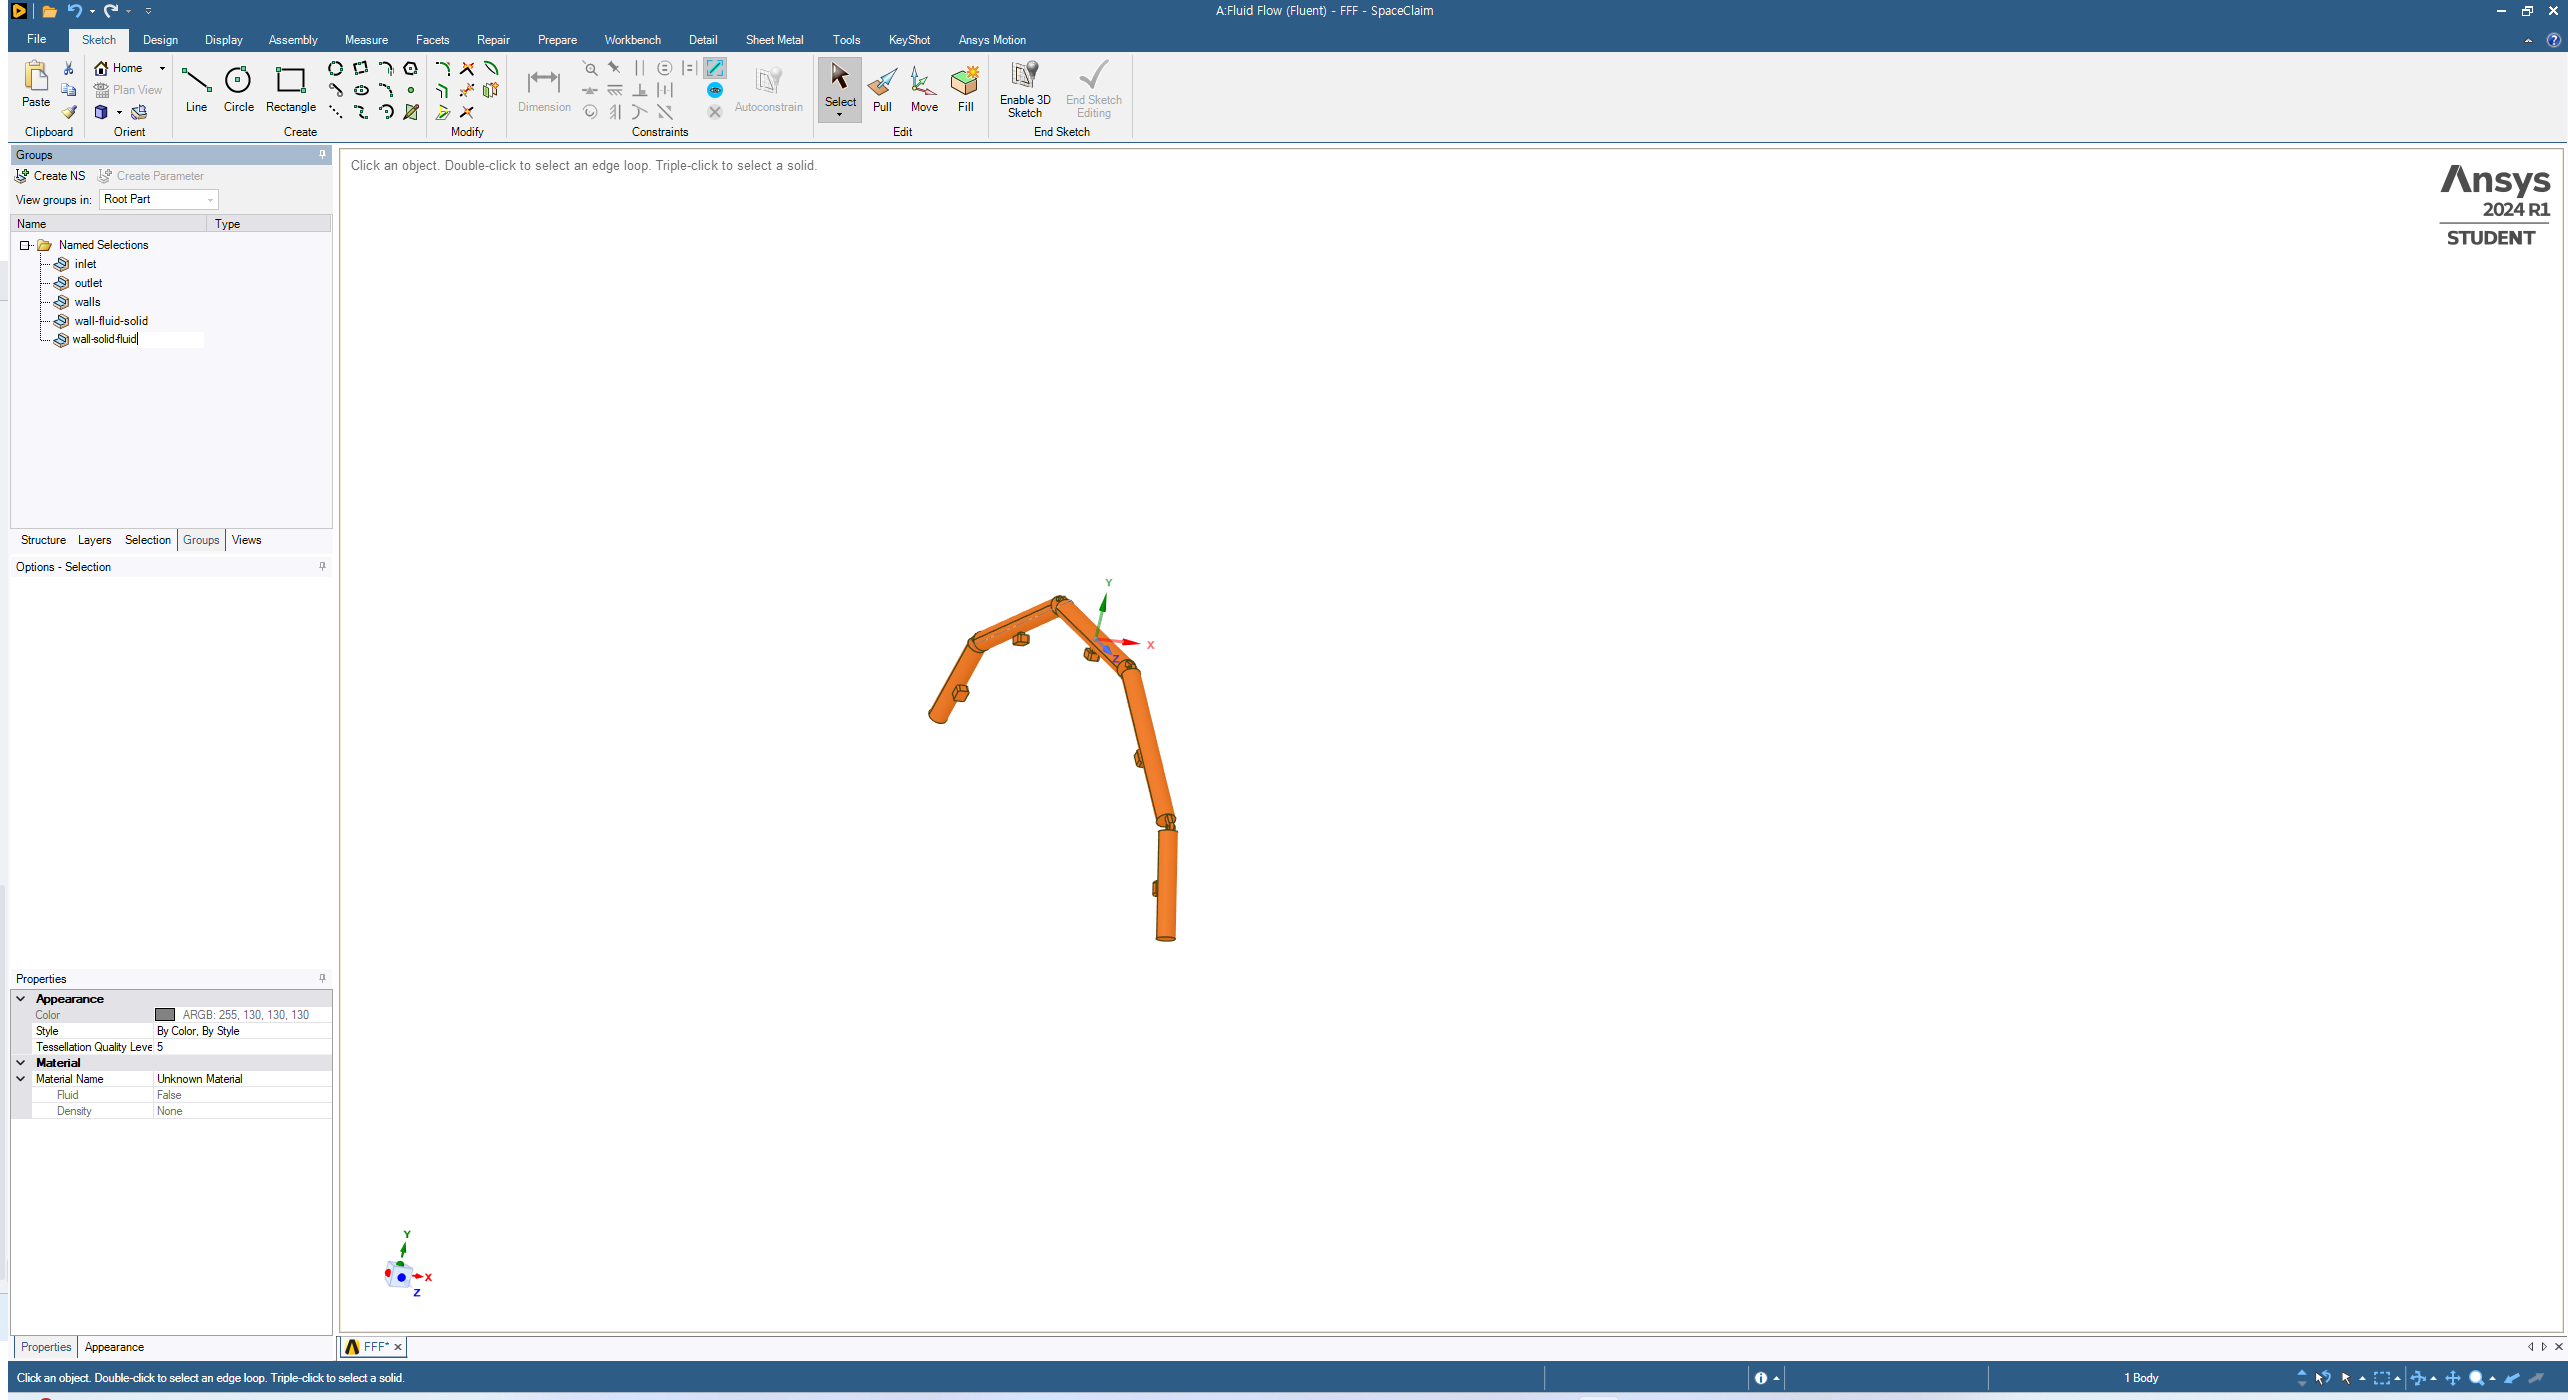 A:Fluid Flow (Fluent) - FFF - SpaceClaim
File Sketch Design Display Assembly Measure Facets Repair Prepare Workbench Detail Sheet Metal Tools KeyShot Ansys Motion
Home
Plan View
Paste
Line Circle Rectangle
Dimension
Autoconstrain
Select Pull Move Fill
Enable 3D Sketch
End Sketch Editing
Clipboard Orient Create Modify Constraints Edit End Sketch
Groups
Create NS Create Parameter
View groups in: Root Part
Name Type
Named Selections
inlet
outlet
walls
wall-fluid-solid
wall-solid-fluid
Structure Layers Selection Groups Views
Options - Selection
Properties
Appearance
Color ARGB: 255, 130, 130, 130
Style By Color, By Style
Tessellation Quality Leve 5
Material
Material Name Unknown Material
Fluid False
Density None
Properties Appearance
Click an object. Double-click to select an edge loop. Triple-click to select a solid.
Ansys
2024 R1
STUDENT
Y
X
Z
Y
X
Z
FFF*
Click an object. Double-click to select an edge loop. Triple-click to select a solid.
1 Body